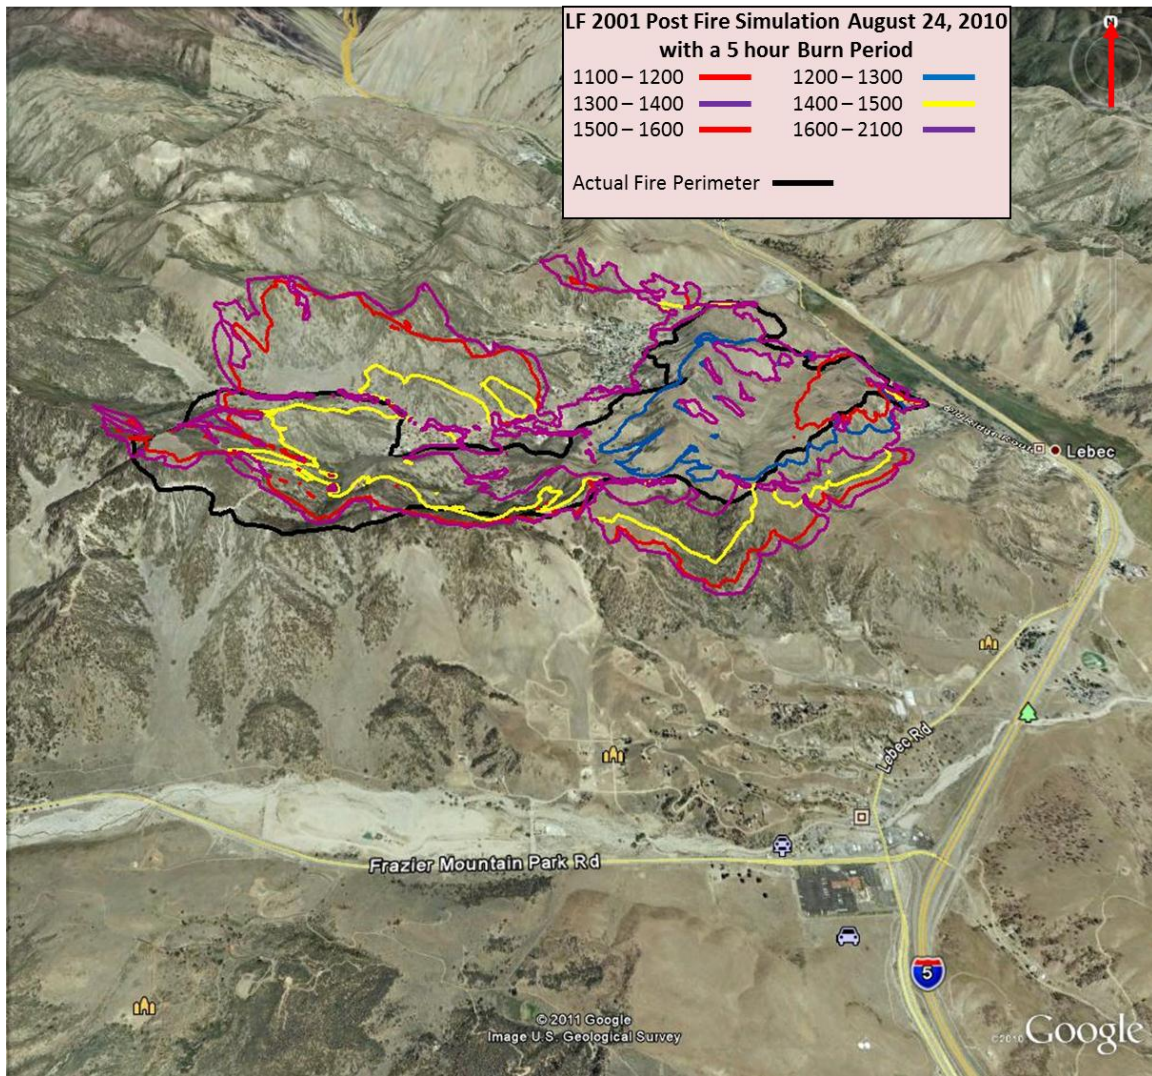 LF 2001 Post Fire Simulation August 24, 2010
with a 5 hour Burn Period
1100 – 1200
1200 – 1300
1300 – 1400
1400 – 1500
1500 – 1600
1600 – 2100
Actual Fire Perimeter
N
Lebec
Lebec Rd
Frazier Mountain Park Rd
5
© 2011 Google
Image U.S. Geological Survey
©2010 Google